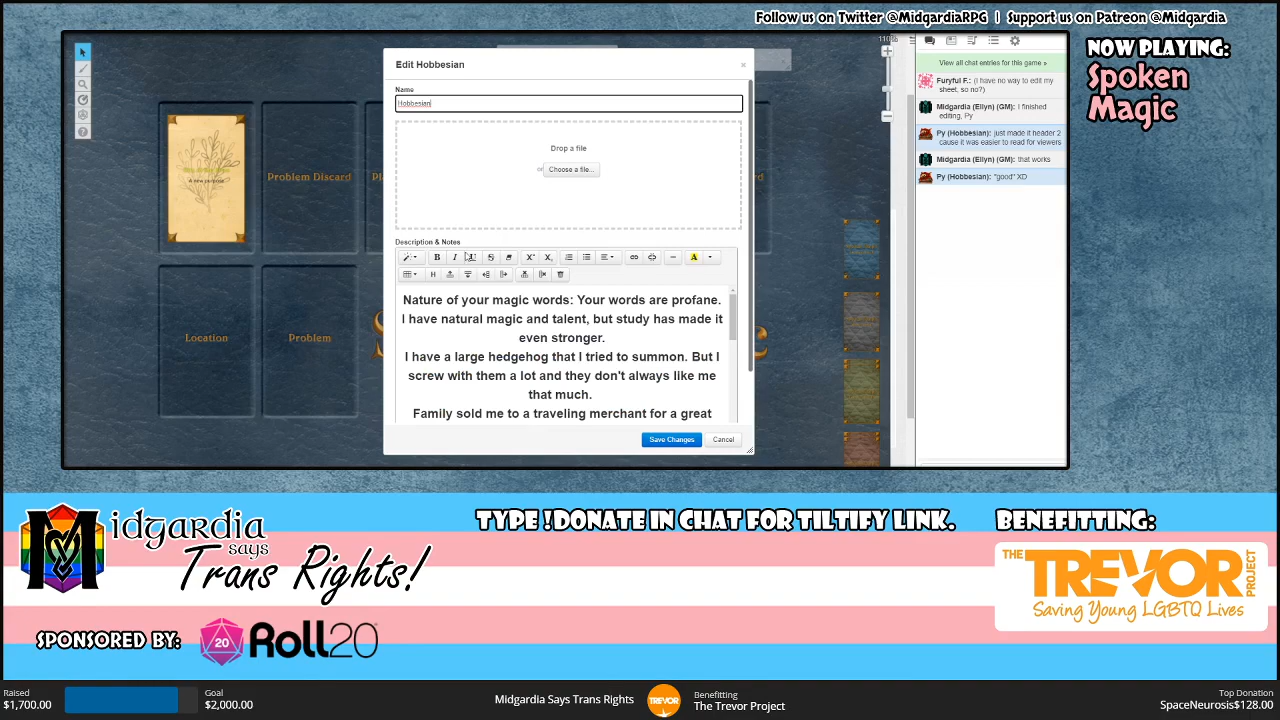 Follow us on Twitter @MidgardiaRPG | Support us on Patreon @Midgardia
NOW PLAYING:
Spoken
Magic
Edit Hobbesian
Name
Hobbesian
Drop a file
or Choose a file...
Description & Notes
Nature of your magic words: Your words are profane.
I have natural magic and talent, but study has made it
even stronger.
I have a large hedgehog that I tried to summon. But I
screw with them a lot and they don't always like me
that much.
Family sold me to a traveling merchant for a great
Save Changes
Cancel
A new purpose
Problem Discard
Location
Problem
View all chat entries for this game »
Furyful F.: (I have no way to edit my
sheet, so no?)
Midgardia (Ellyn) (GM): I finished
editing, Py
Py (Hobbesian): just made it header 2
cause it was easier to read for viewers
Midgardia (Ellyn) (GM): that works
Py (Hobbesian): "good" XD
Midgardia
says
Trans Rights!
TYPE !DONATE IN CHAT FOR TILTIFY LINK.
BENEFITTING:
THE TREVOR PROJECT
Saving Young LGBTQ Lives
SPONSORED BY:
20
Roll20
Raised
$1,700.00
Goal
$2,000.00
Midgardia Says Trans Rights
TREVOR
Benefitting
The Trevor Project
Top Donation
SpaceNeurosis$128.00